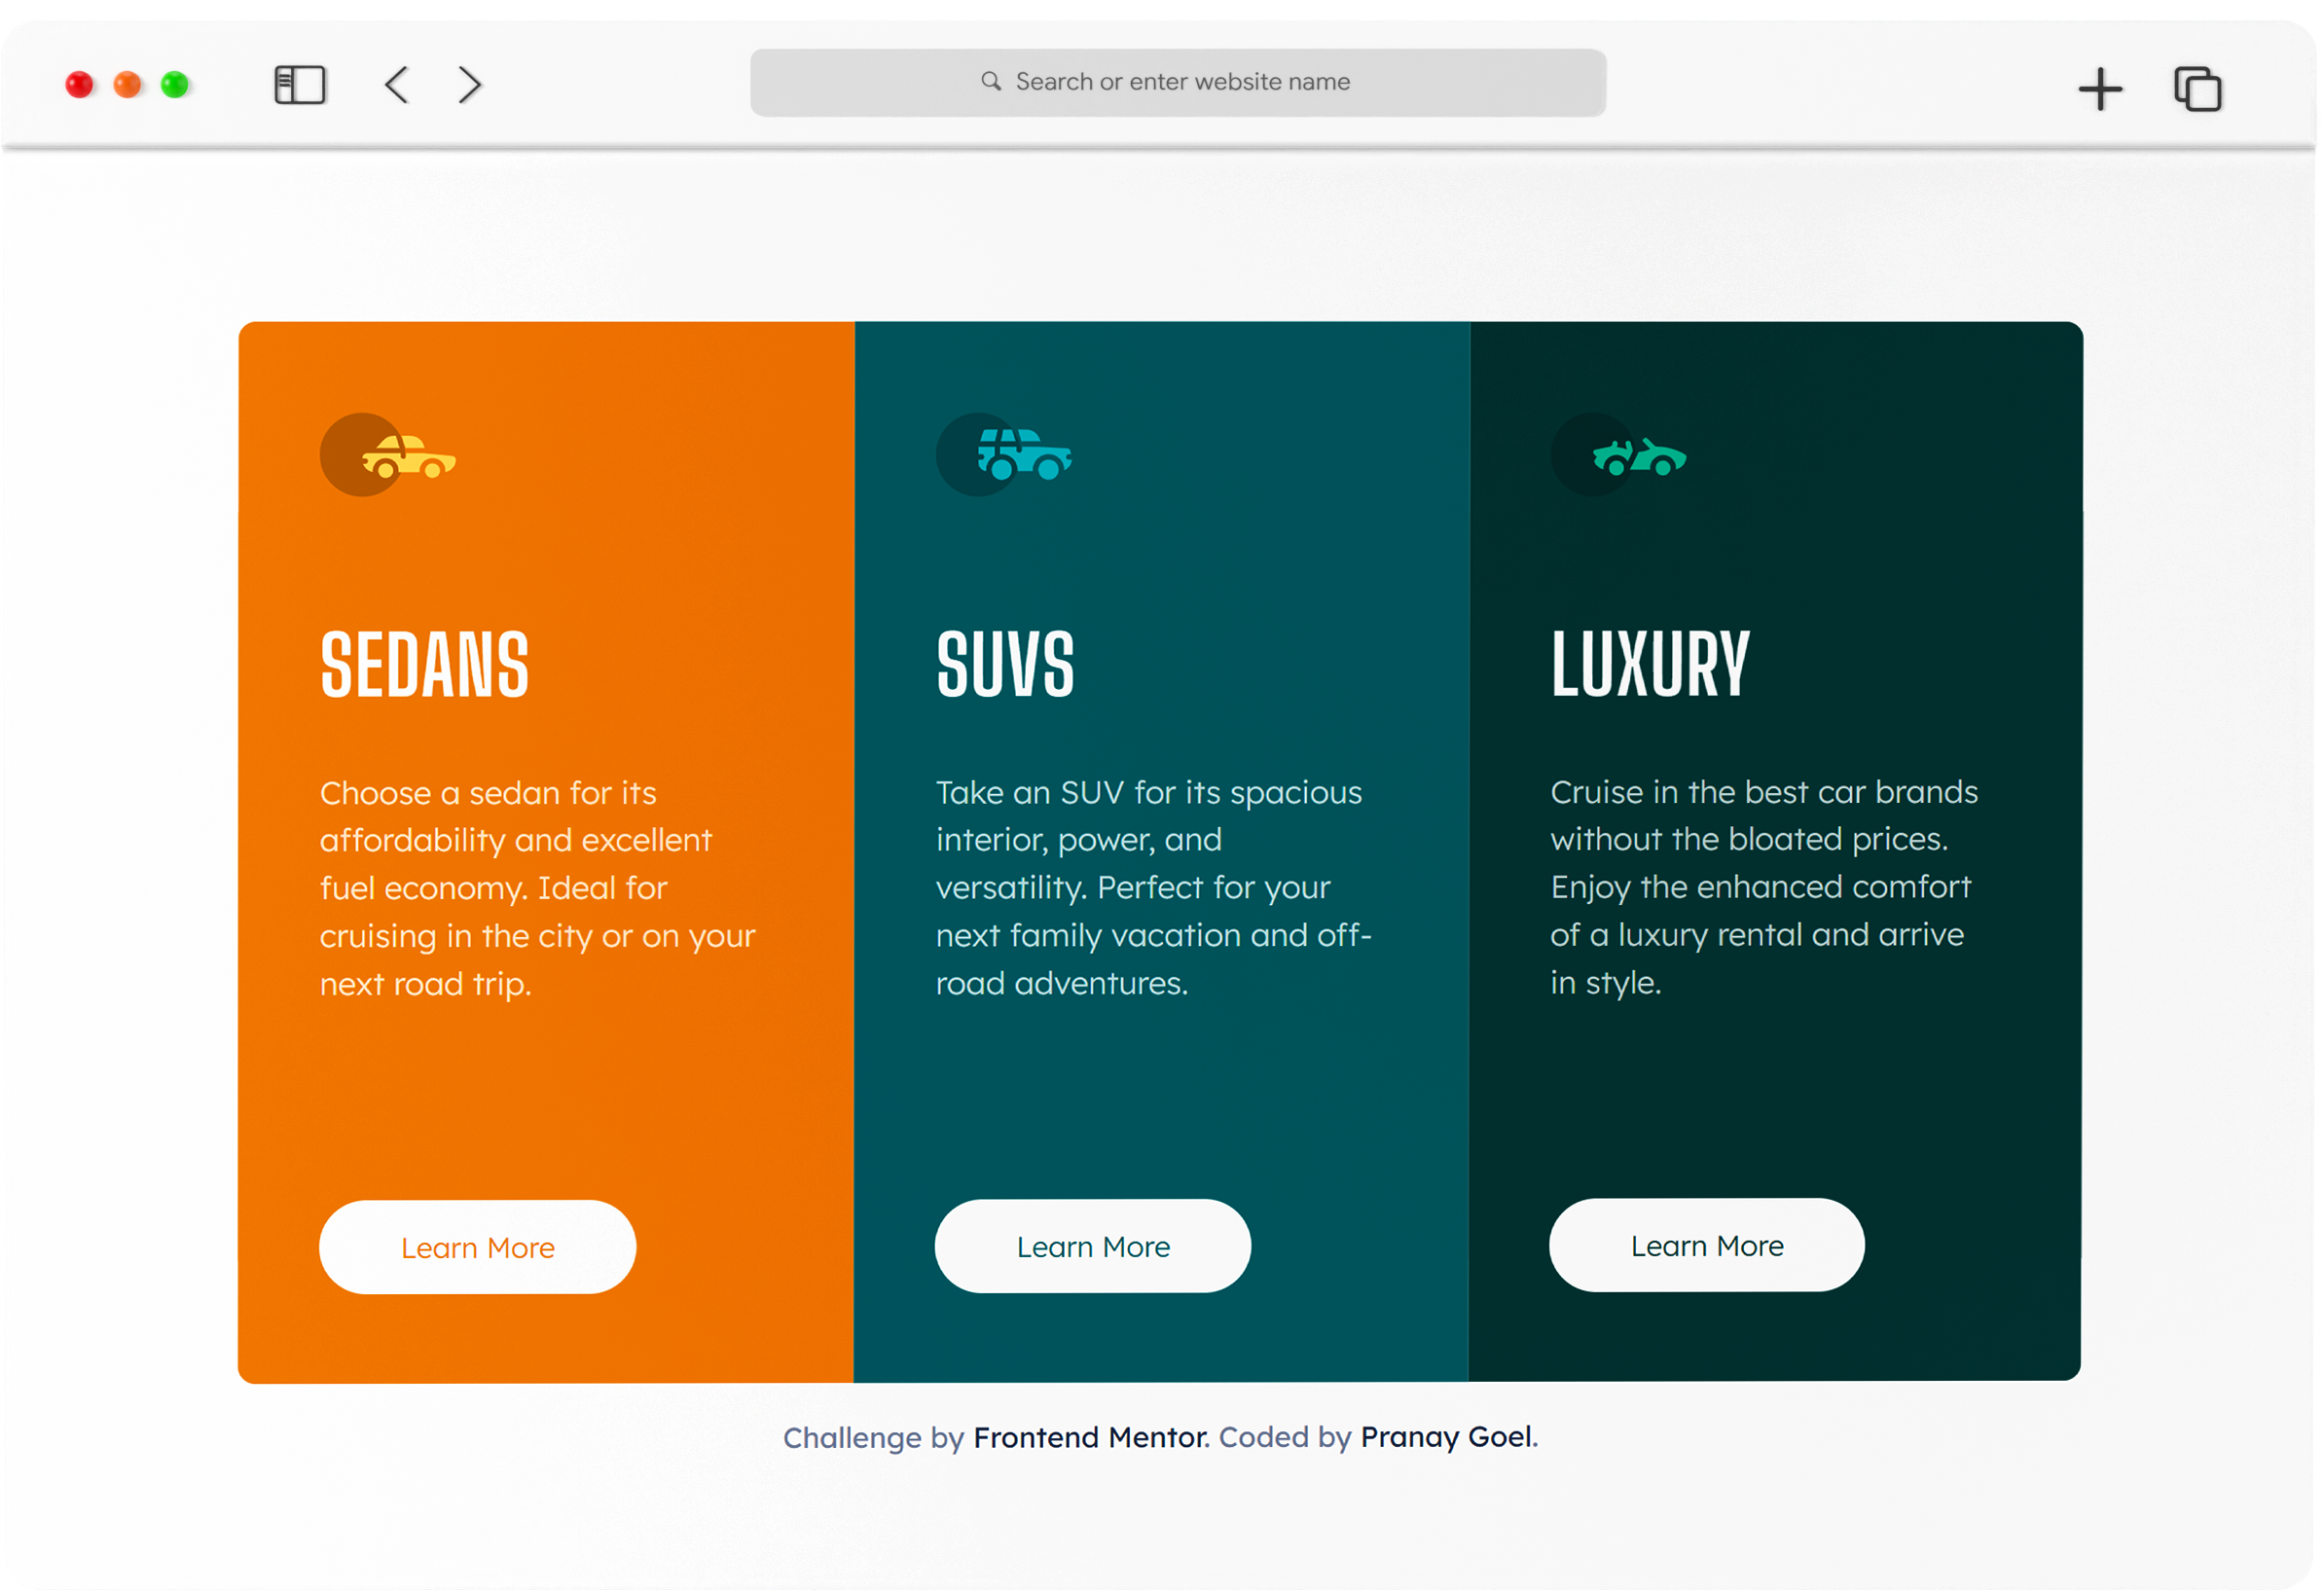 Search or enter website name
SEDANS
Choose a sedan for its
affordability and excellent
fuel economy. Ideal for
cruising in the city or on your
next road trip.
Learn More
SUVS
Take an SUV for its spacious
interior, power, and
versatility. Perfect for your
next family vacation and off-
road adventures.
Learn More
LUXURY
Cruise in the best car brands
without the bloated prices.
Enjoy the enhanced comfort
of a luxury rental and arrive
in style.
Learn More
Challenge by Frontend Mentor. Coded by Pranay Goel.